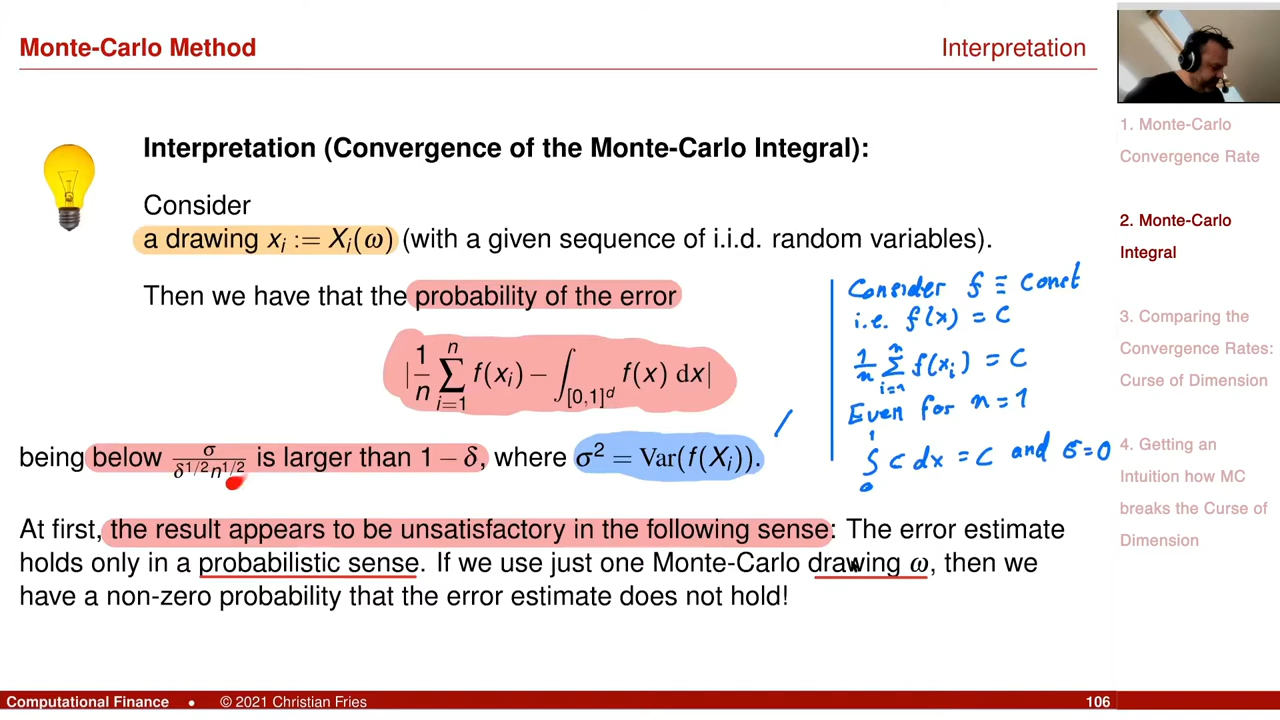 Monte-Carlo Method
Interpretation
Interpretation (Convergence of the Monte-Carlo Integral):
Consider
a drawing xᵢ := Xᵢ(ω) (with a given sequence of i.i.d. random variables).
Then we have that the probability of the error
|1/n ∑ᵢ₌₁ⁿ f(xᵢ) − ∫_[0,1]ᵈ f(x) dx|
being below σ/(δ^1/2 n^1/2) is larger than 1 − δ, where σ² = Var(f(Xᵢ)).
At first, the result appears to be unsatisfactory in the following sense: The error estimate
holds only in a probabilistic sense. If we use just one Monte-Carlo drawing ω, then we
have a non-zero probability that the error estimate does not hold!
Consider f ≡ const
i.e. f(x) = c
1/n ∑ᵢ₌₁ⁿ f(xᵢ) = c
Even for n = 1
∫₀¹ c dx = c and σ=0
1. Monte-Carlo
Convergence Rate
2. Monte-Carlo
Integral
3. Comparing the
Convergence Rates:
Curse of Dimension
4. Getting an
Intuition how MC
breaks the Curse of
Dimension
Computational Finance • © 2021 Christian Fries
106